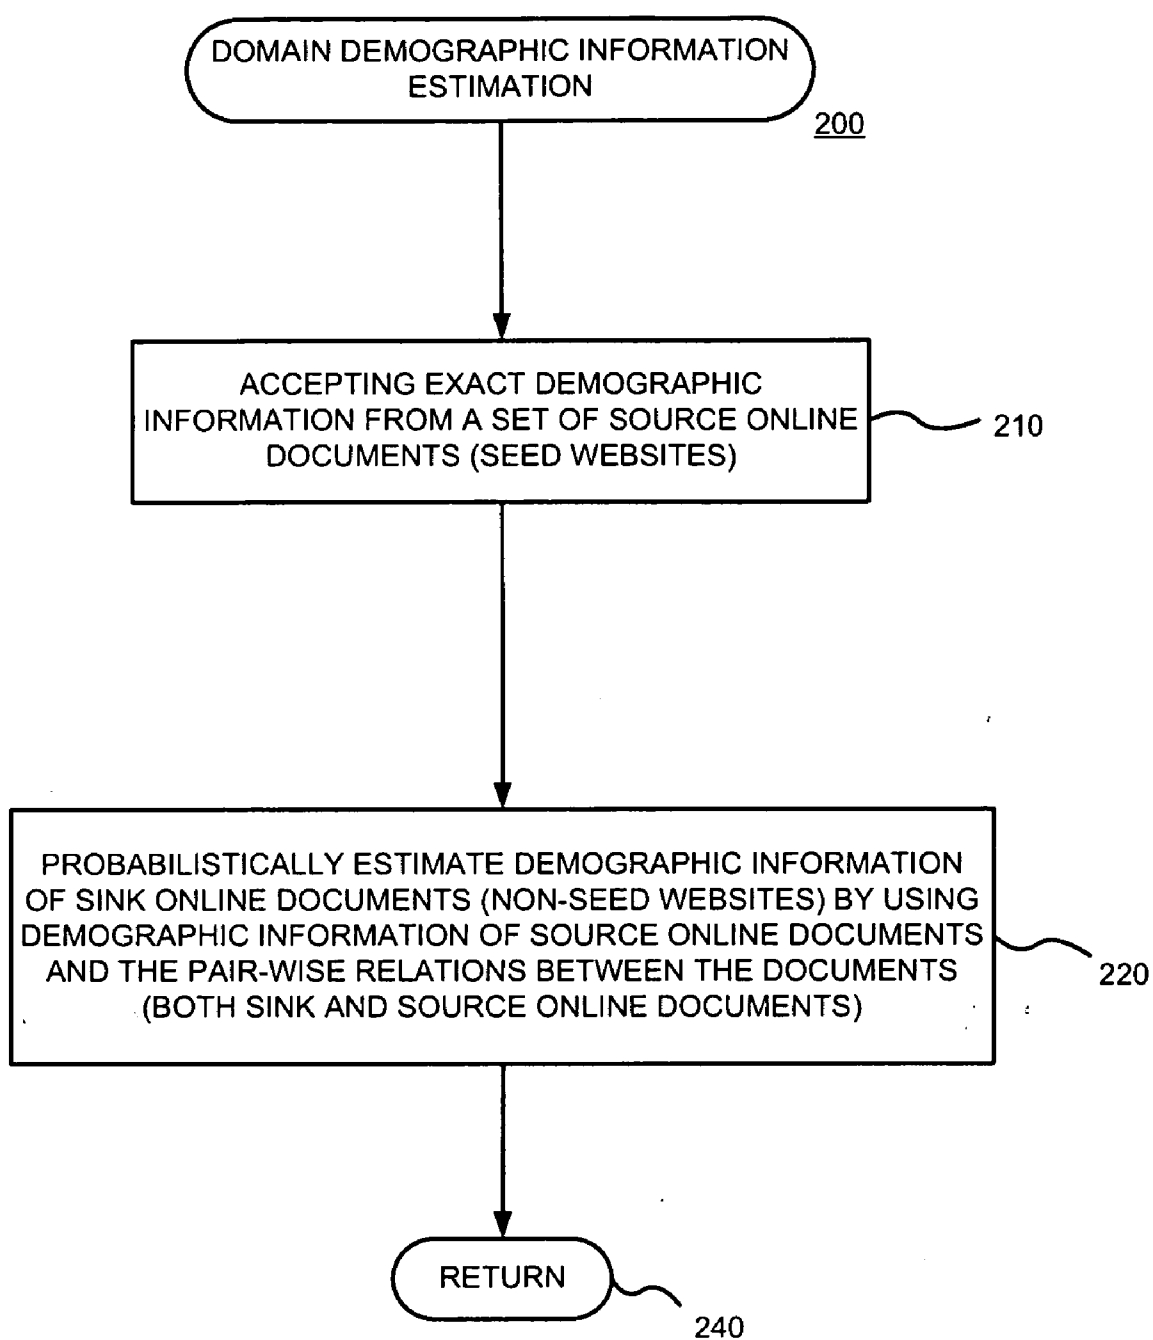 DOMAIN DEMOGRAPHIC INFORMATION
ESTIMATION
200
ACCEPTING EXACT DEMOGRAPHIC
INFORMATION FROM A SET OF SOURCE ONLINE
DOCUMENTS (SEED WEBSITES)
210
PROBABILISTICALLY ESTIMATE DEMOGRAPHIC INFORMATION
OF SINK ONLINE DOCUMENTS (NON-SEED WEBSITES) BY USING
DEMOGRAPHIC INFORMATION OF SOURCE ONLINE DOCUMENTS
AND THE PAIR-WISE RELATIONS BETWEEN THE DOCUMENTS
(BOTH SINK AND SOURCE ONLINE DOCUMENTS)
220
RETURN
240